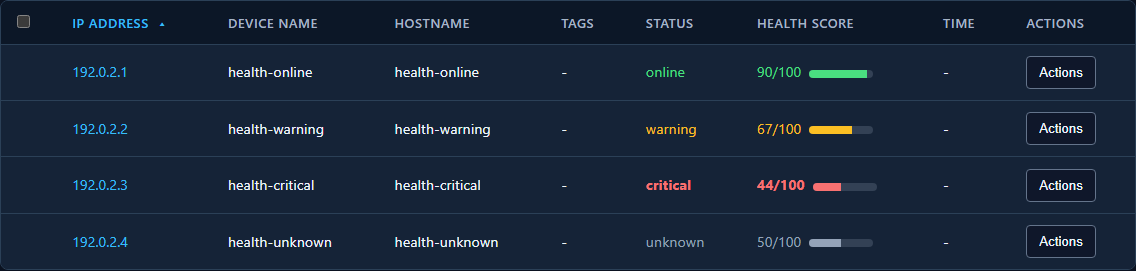 IP ADDRESS ▲ DEVICE NAME HOSTNAME TAGS STATUS HEALTH SCORE TIME ACTIONS
192.0.2.1 health-online health-online - online 90/100 - Actions
192.0.2.2 health-warning health-warning - warning 67/100 - Actions
192.0.2.3 health-critical health-critical - critical 44/100 - Actions
192.0.2.4 health-unknown health-unknown - unknown 50/100 - Actions